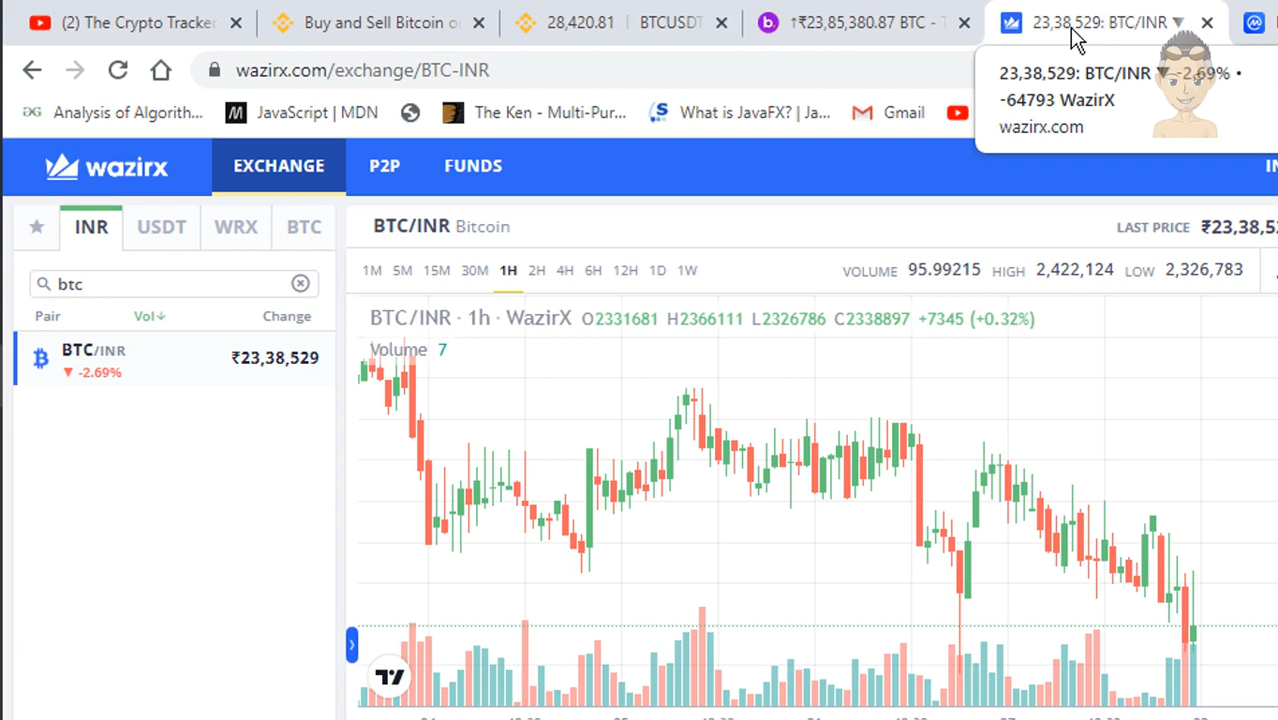 (2) The Crypto Tracker
Buy and Sell Bitcoin o
28,420.81 | BTCUSDT
↑₹23,85,380.87 BTC - T
23,38,529: BTC/INR ▼
wazirx.com/exchange/BTC-INR
23,38,529: BTC/INR ▼ -2.69% •
-64793 WazirX
wazirx.com
Analysis of Algorith...
JavaScript | MDN
The Ken - Multi-Pur...
What is JavaFX? | Ja...
Gmail
wazirx
EXCHANGE
P2P
FUNDS
IN
INR
USDT
WRX
BTC
BTC/INR Bitcoin
LAST PRICE ₹23,38,52
btc
1M 5M 15M 30M 1H 2H 4H 6H 12H 1D 1W
VOLUME 95.99215 HIGH 2,422,124 LOW 2,326,783
Pair Vol↓ Change
BTC/INR ₹23,38,529
▼ -2.69%
BTC/INR · 1h · WazirX O2331681 H2366111 L2326786 C2338897 +7345 (+0.32%)
Volume 7